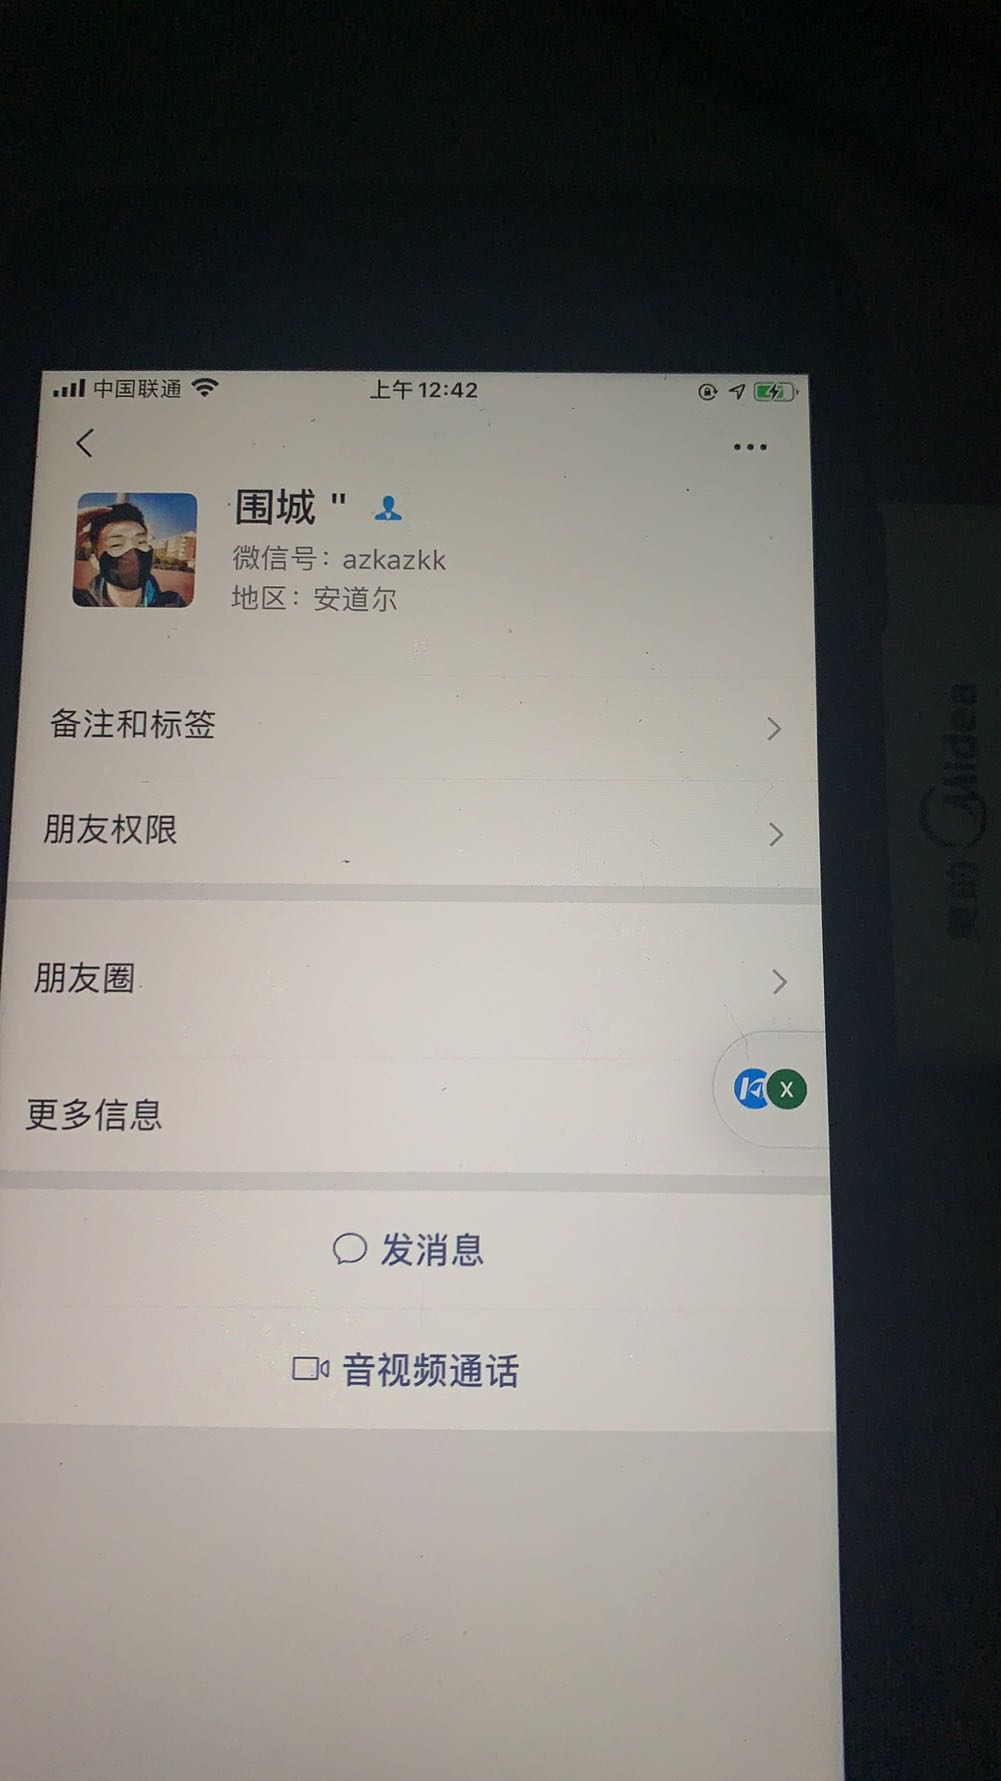 中国联通
上午12:42
围城 "
微信号：azkazkk
地区：安道尔
备注和标签
朋友权限
朋友圈
更多信息
X
发消息
音视频通话
美的 Midea